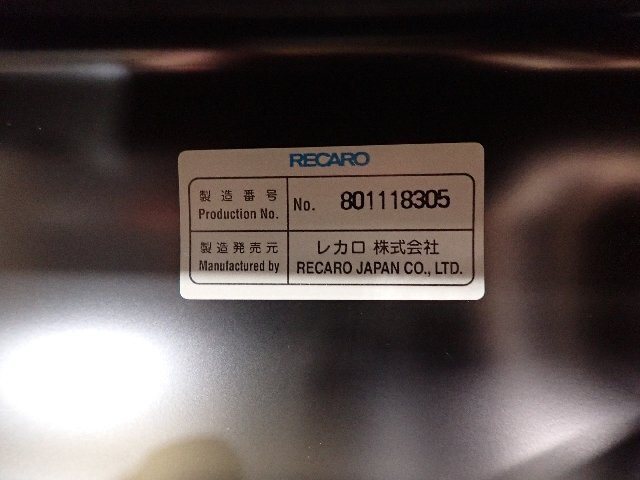 RECARO
製造番号
Production No.
No. 801118305
製造発売元
Manufactured by
レカロ 株式会社
RECARO JAPAN CO., LTD.